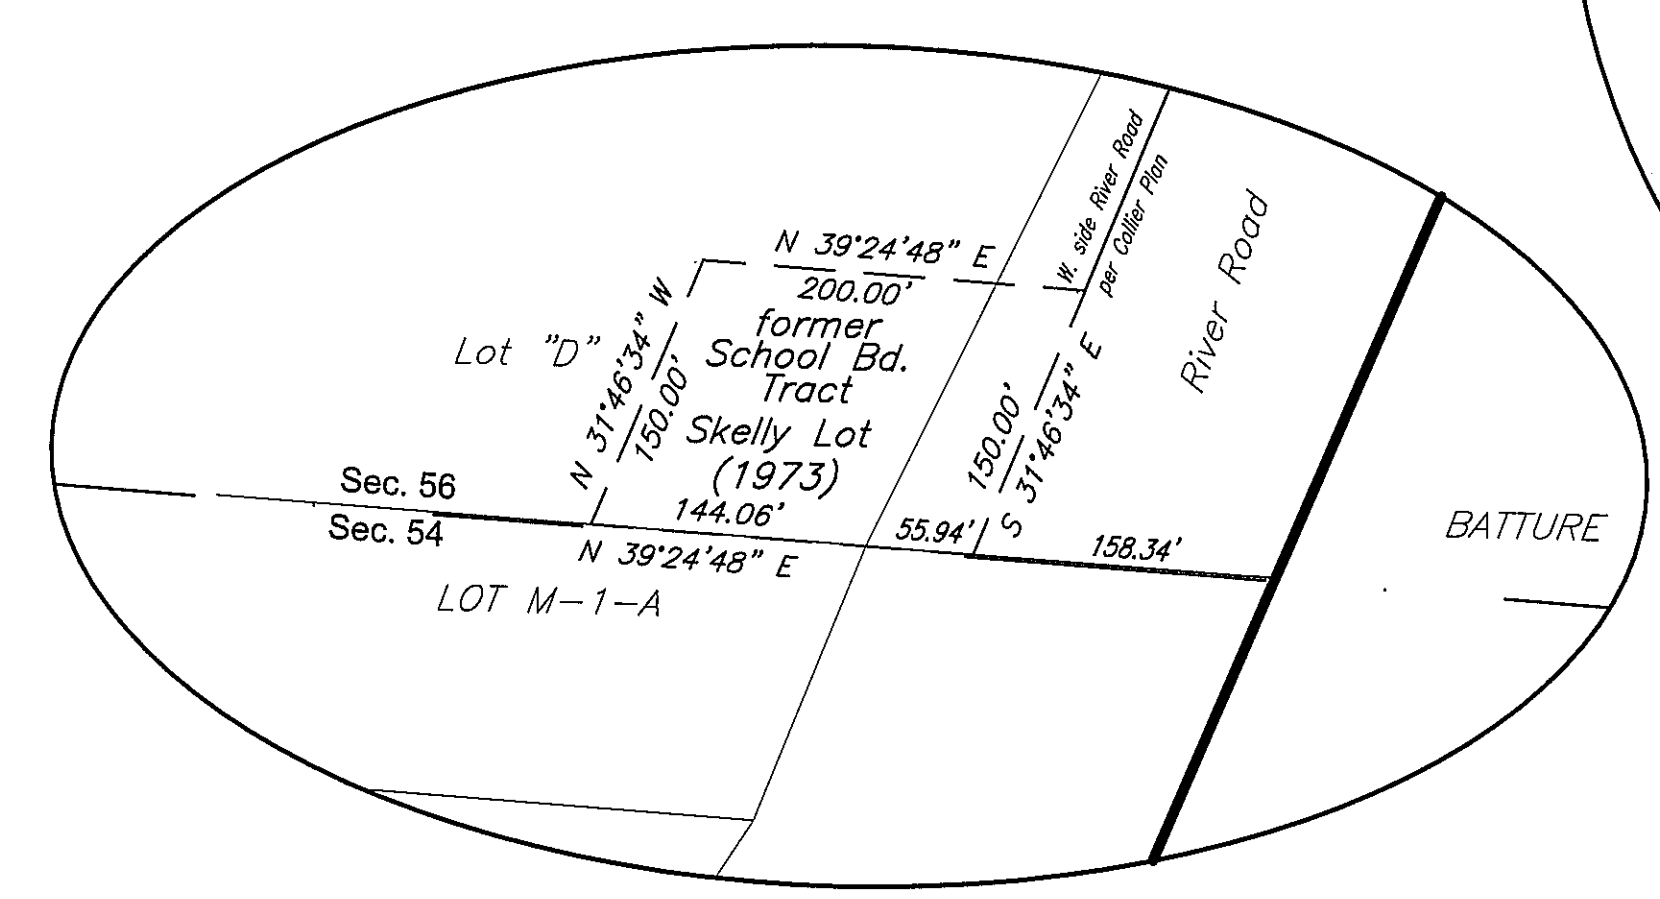 W. side River Road
per Collier Plan
River Road
N 39°24'48" E
200.00'
Lot "D"
N 31°46'34" W
150.00'
former
School Bd.
Tract
Skelly Lot
(1973)
150.00'
S 31°46'34" E
Sec. 56
Sec. 54
144.06'
55.94'
158.34'
N 39°24'48" E
LOT M-1-A
BATTURE